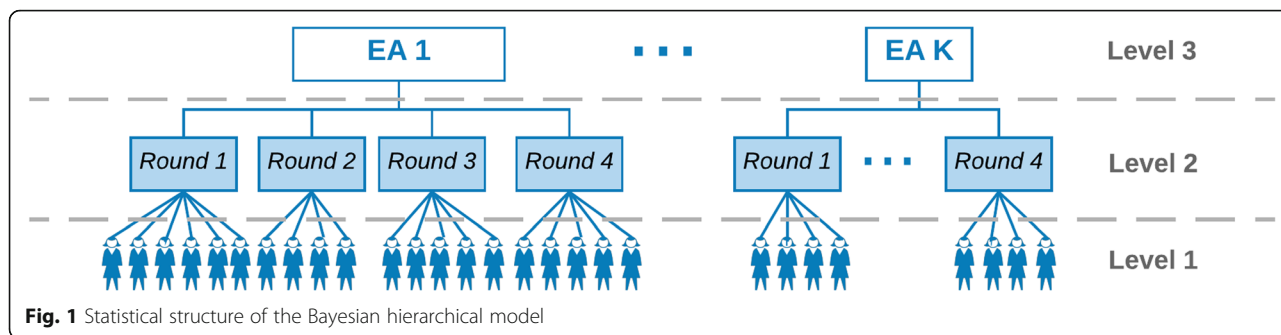 EA 1 ... EA K Level 3
Round 1 Round 2 Round 3 Round 4 Round 1 ... Round 4 Level 2
Level 1
Fig. 1 Statistical structure of the Bayesian hierarchical model